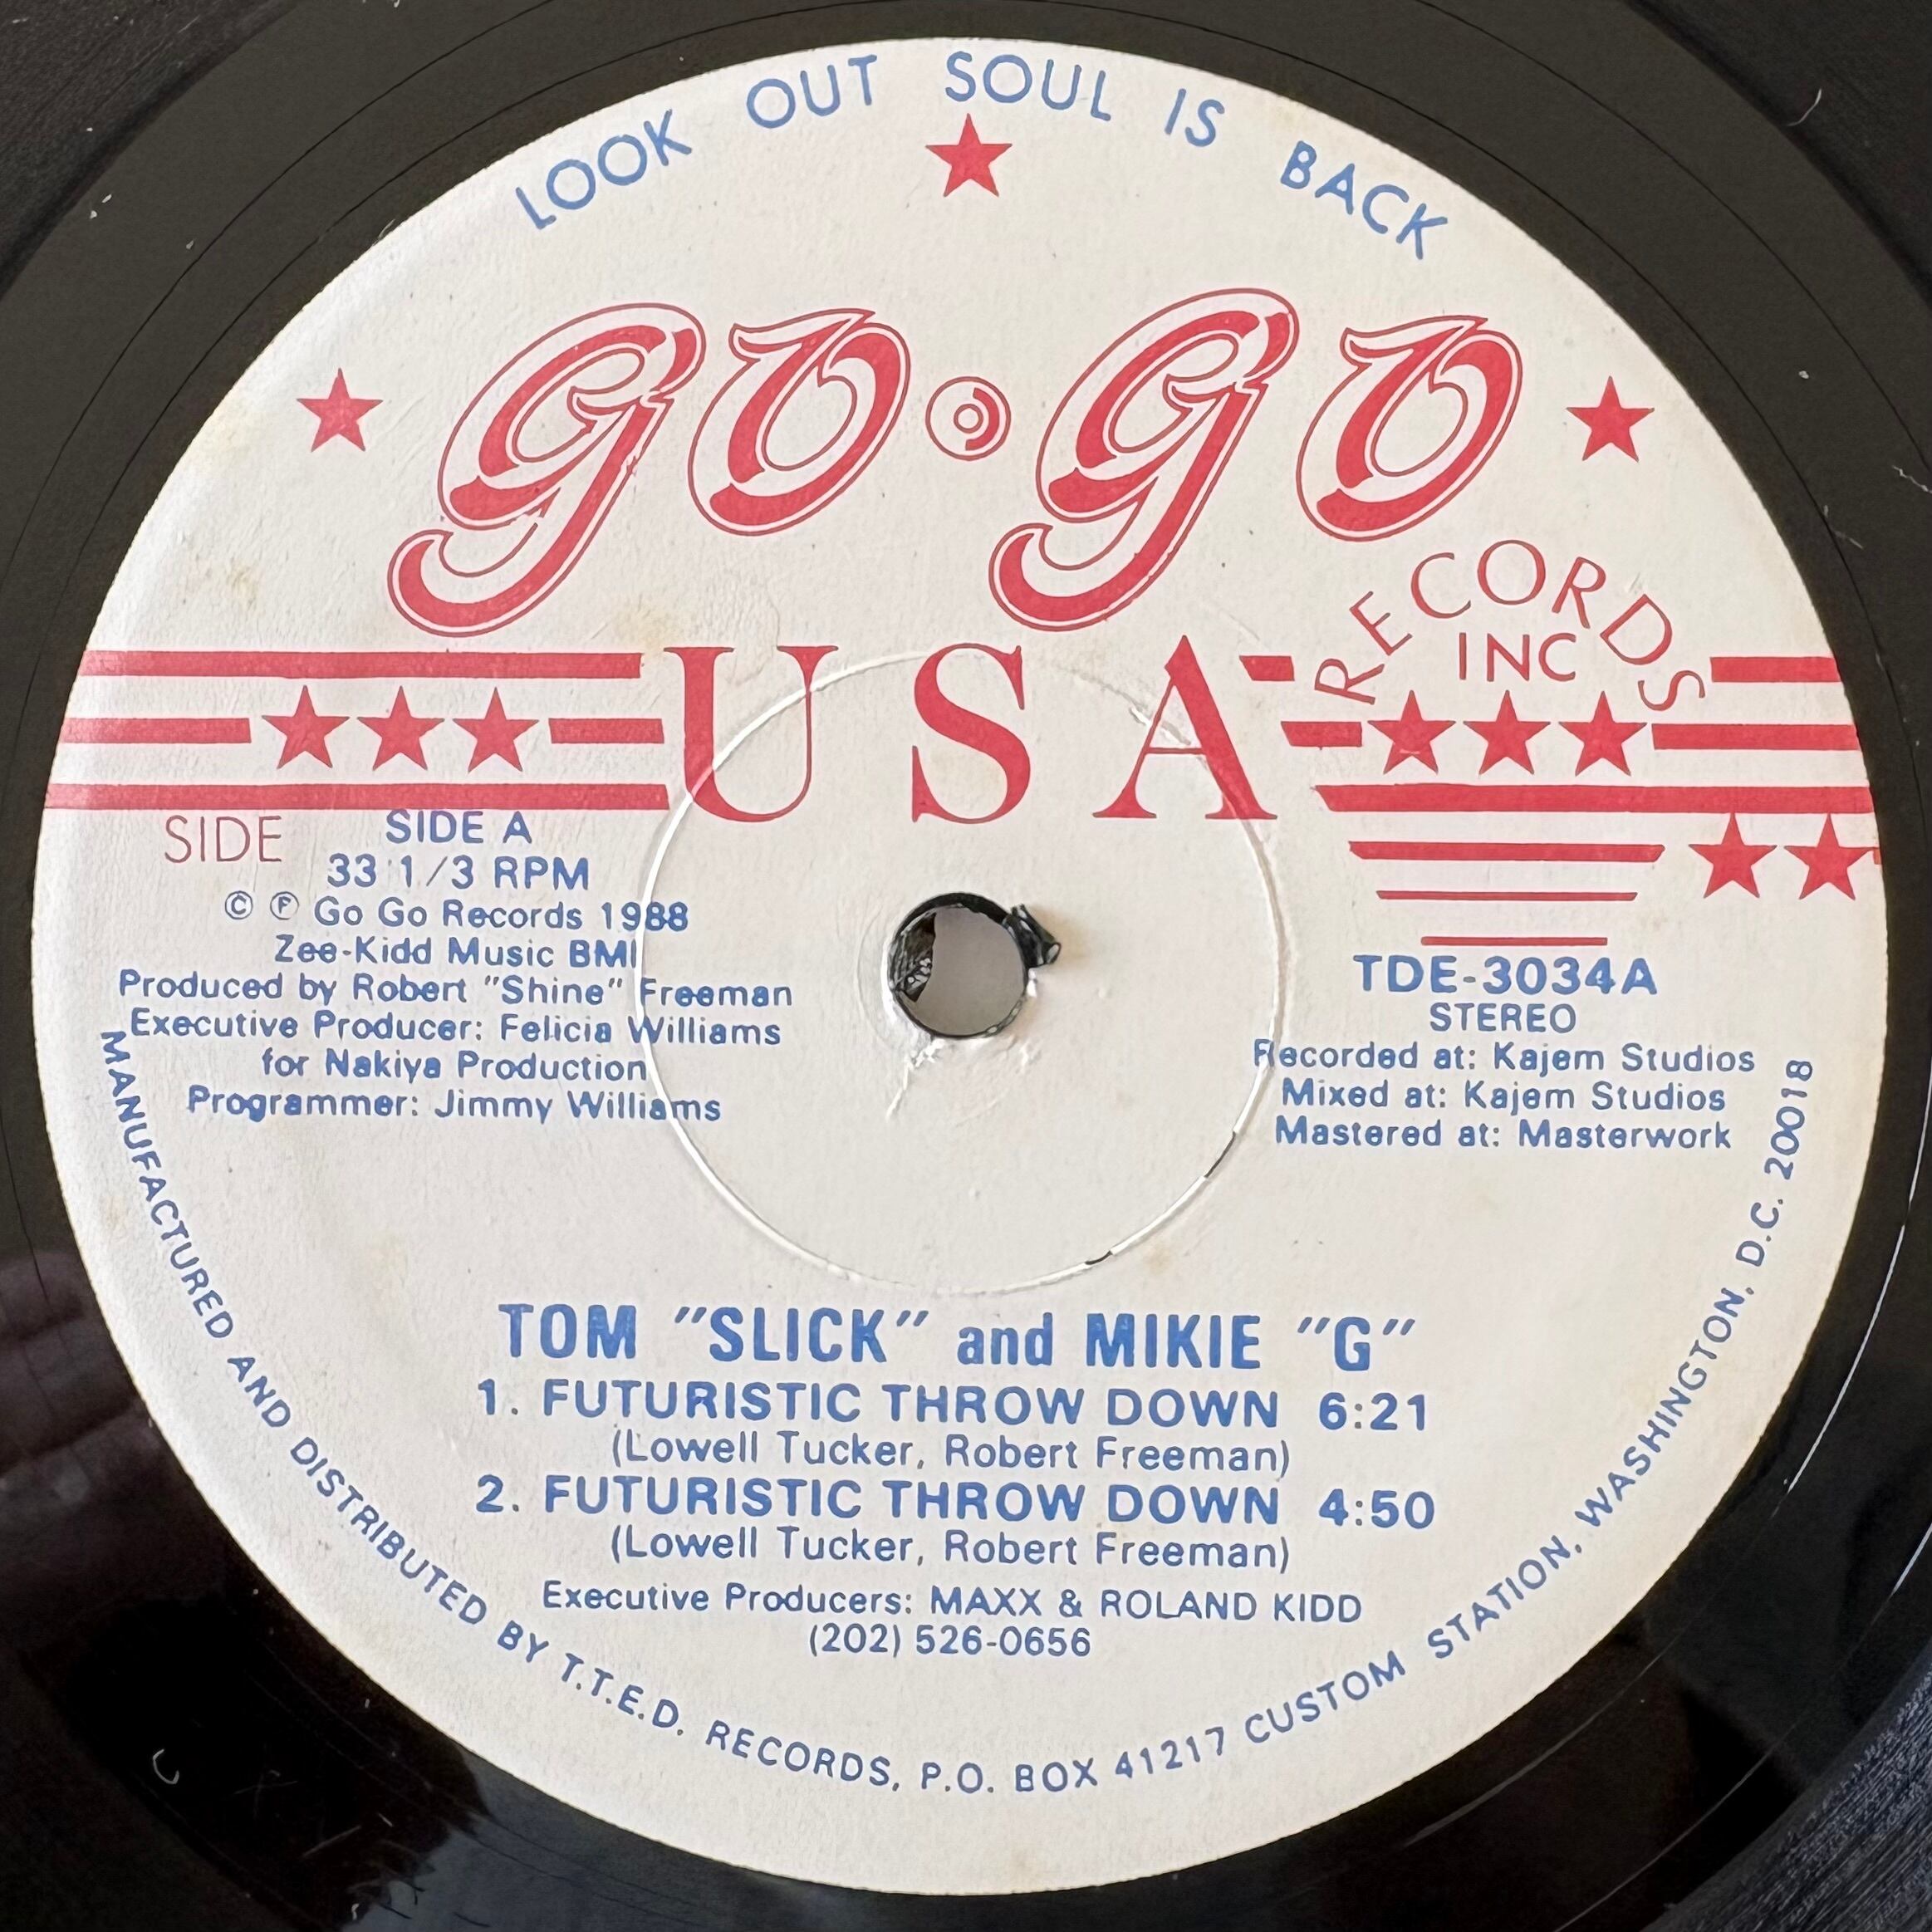 LOOK OUT SOUL IS BACK
GO•GO
RECORDS
INC
USA
SIDE
SIDE A
33 1/3 RPM
© Ⓟ Go Go Records 1988
Zee-Kidd Music BMI
Produced by Robert "Shine" Freeman
Executive Producer: Felicia Williams
for Nakiya Production
Programmer: Jimmy Williams
TDE-3034A
STEREO
Recorded at: Kajem Studios
Mixed at: Kajem Studios
Mastered at: Masterwork
TOM "SLICK" and MIKIE "G"
1. FUTURISTIC THROW DOWN 6:21
(Lowell Tucker, Robert Freeman)
2. FUTURISTIC THROW DOWN 4:50
(Lowell Tucker, Robert Freeman)
Executive Producers: MAXX & ROLAND KIDD
(202) 526-0656
MANUFACTURED AND DISTRIBUTED BY T.T.E.D. RECORDS, P.O. BOX 41217 CUSTOM STATION, WASHINGTON, D.C. 20018